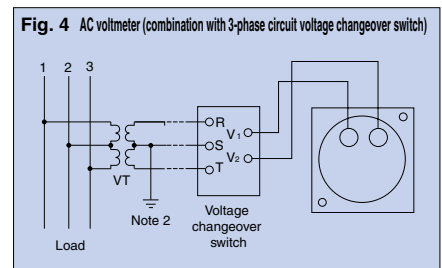 Fig. 4 AC voltmeter (combination with 3-phase circuit voltage changeover switch)
1 2 3
R
V1
S
V2
T
VT
Note 2
Load
Voltage
changeover
switch